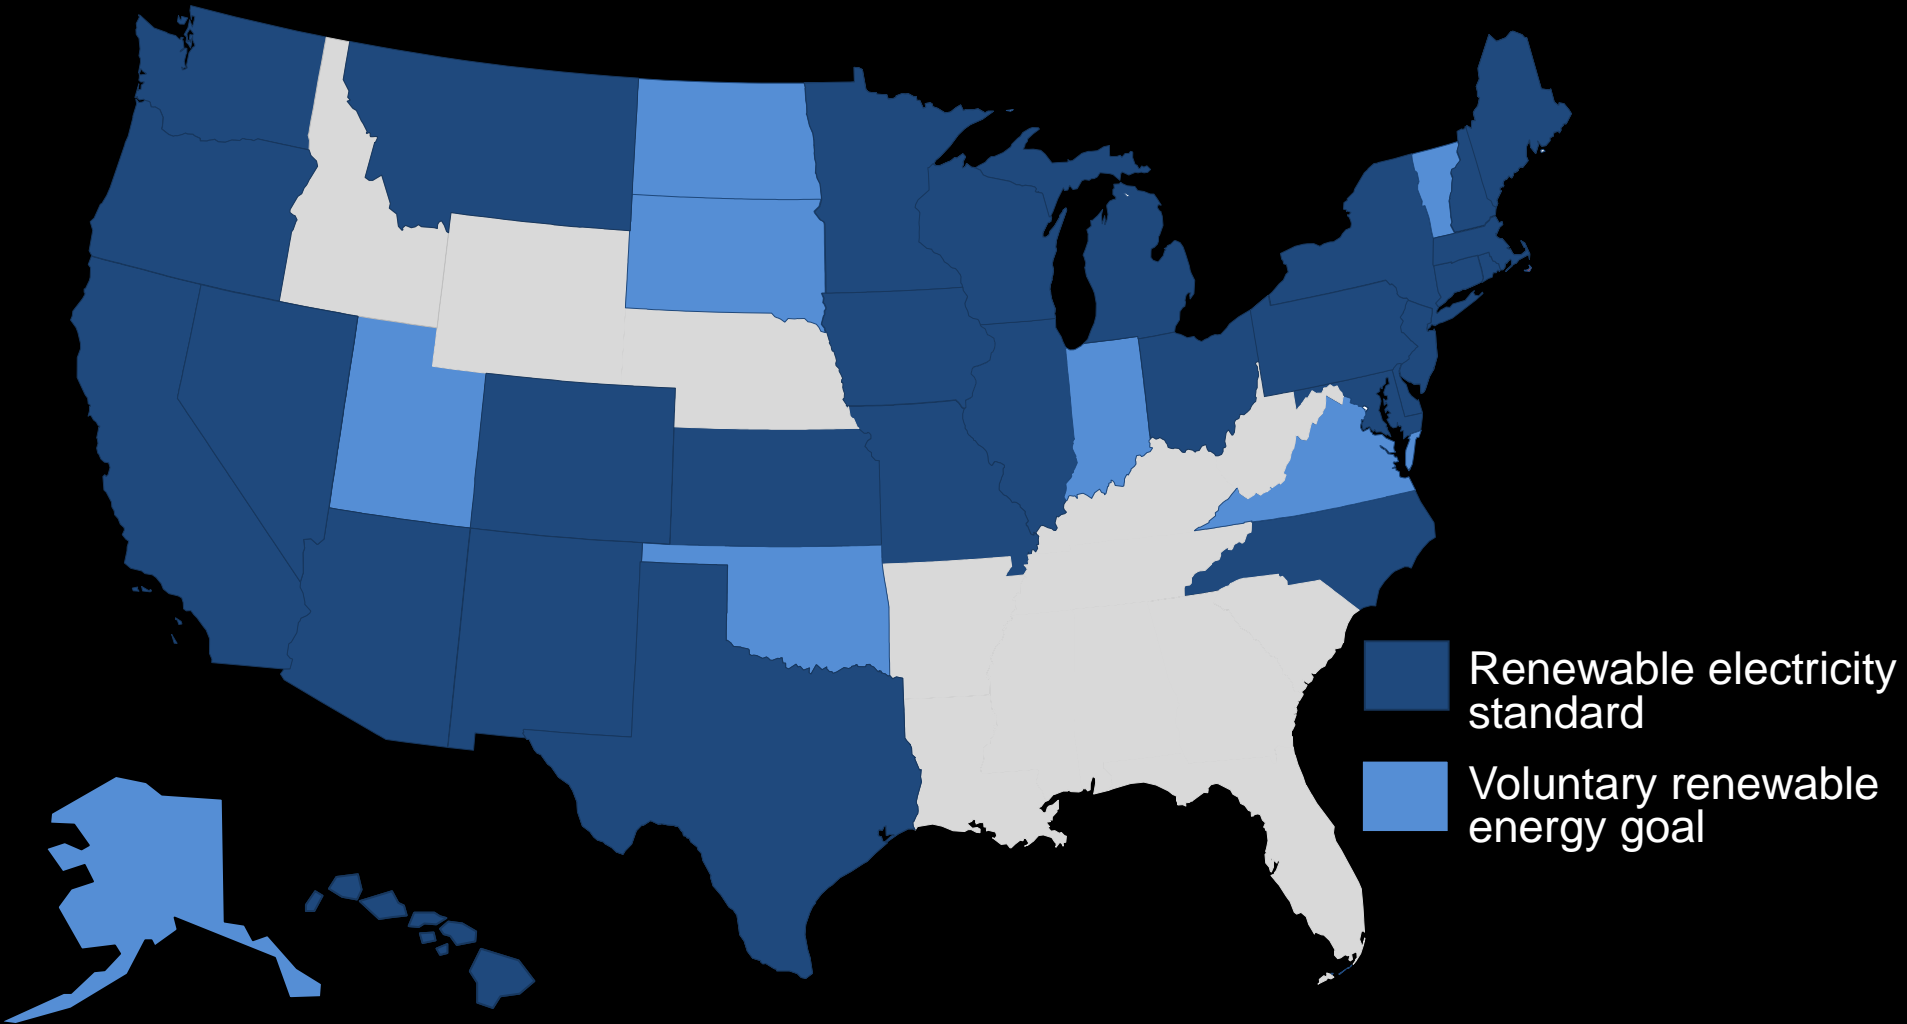 Renewable electricity
standard
Voluntary renewable
energy goal